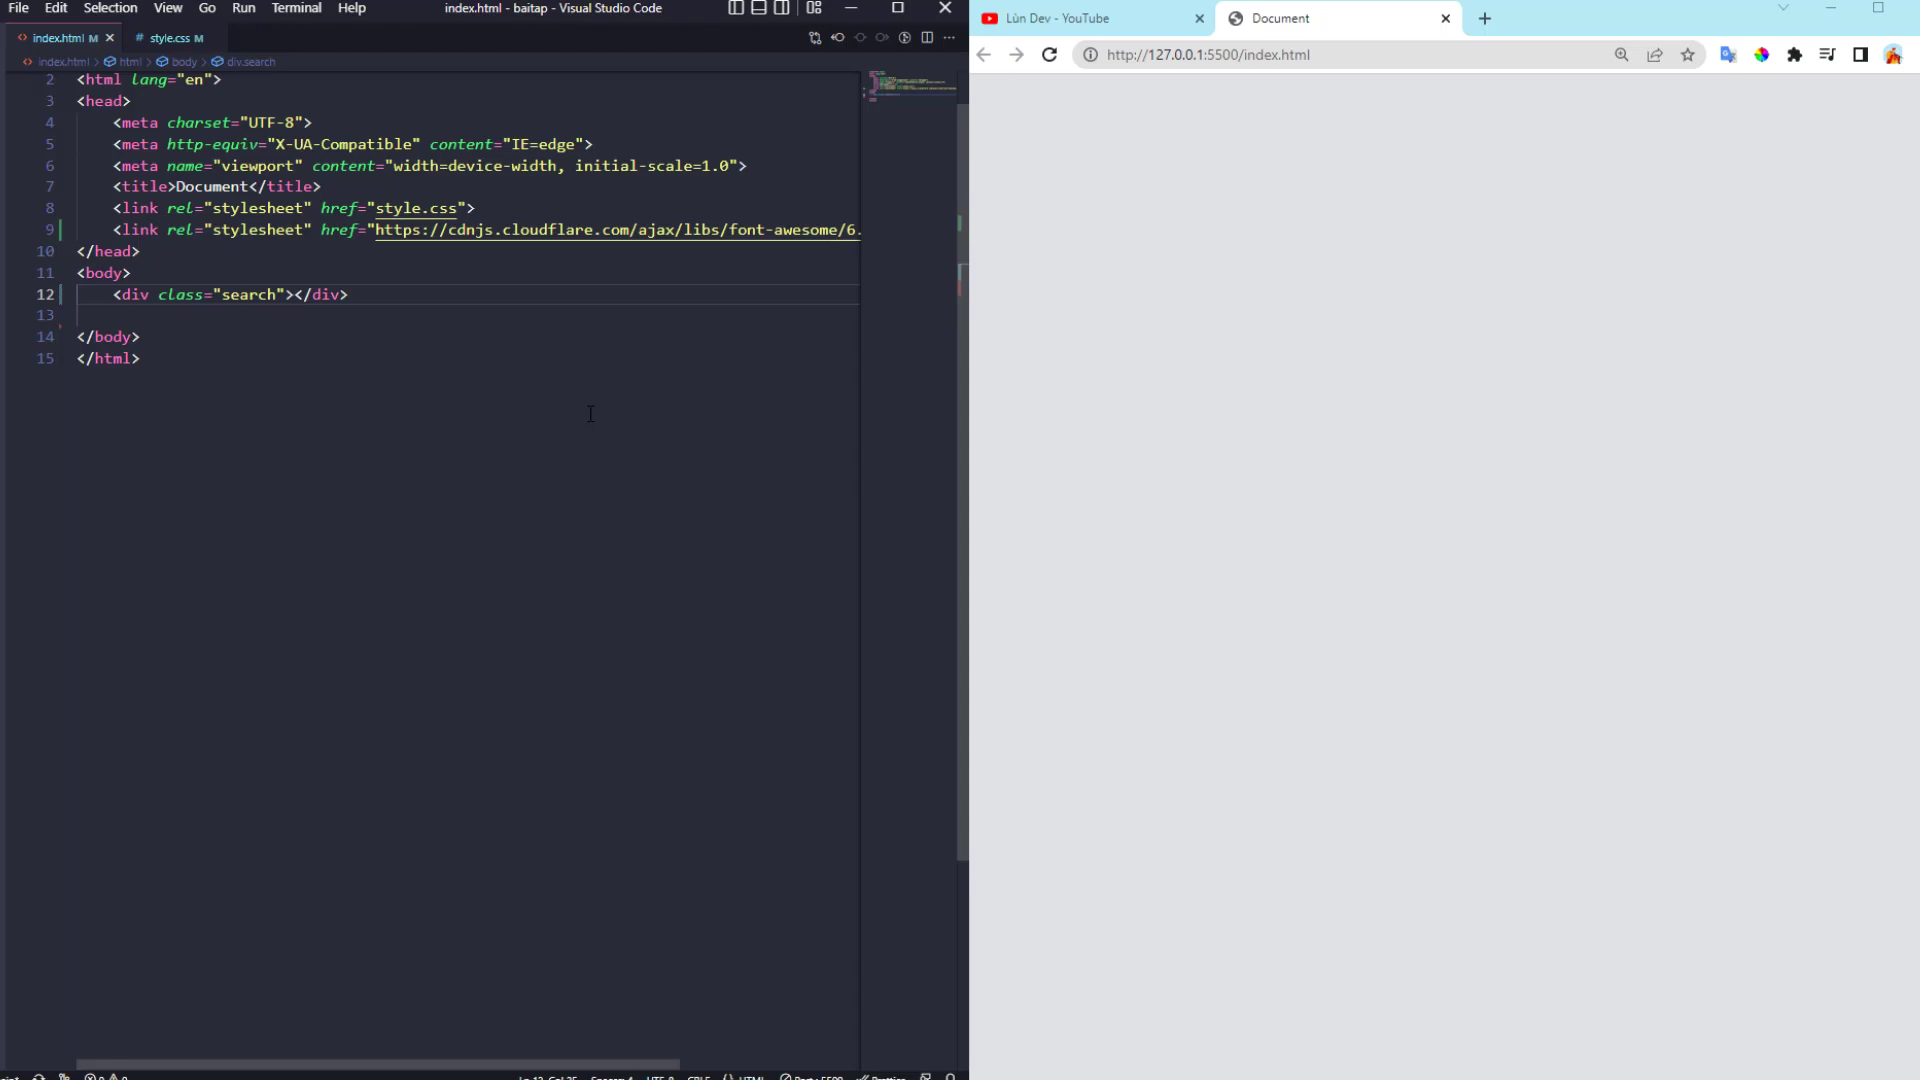 File Edit Selection View Go Run Terminal Help
index.html - baitap - Visual Studio Code
index.html M
# style.css M
index.html > html > body > div.search
2 <html lang="en">
3 <head>
4 <meta charset="UTF-8">
5 <meta http-equiv="X-UA-Compatible" content="IE=edge">
6 <meta name="viewport" content="width=device-width, initial-scale=1.0">
7 <title>Document</title>
8 <link rel="stylesheet" href="style.css">
9 <link rel="stylesheet" href="https://cdnjs.cloudflare.com/ajax/libs/font-awesome/6.
10 </head>
11 <body>
12 <div class="search"></div>
13
14 </body>
15 </html>
Lùn Dev - YouTube
Document
http://127.0.0.1:5500/index.html